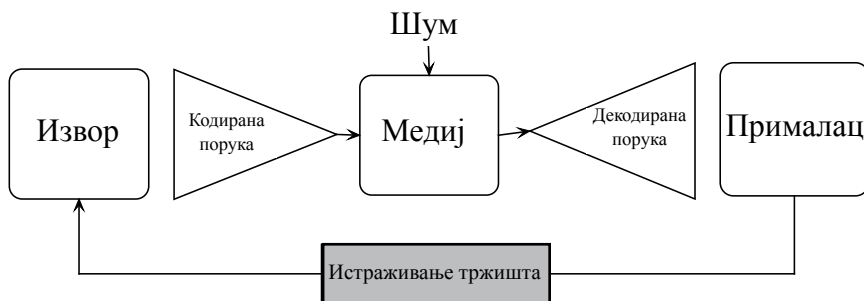 Шум
Извор
Кодирана
порука
Медиј
Декодирана
порука
Прималац
Истраживање тржишта